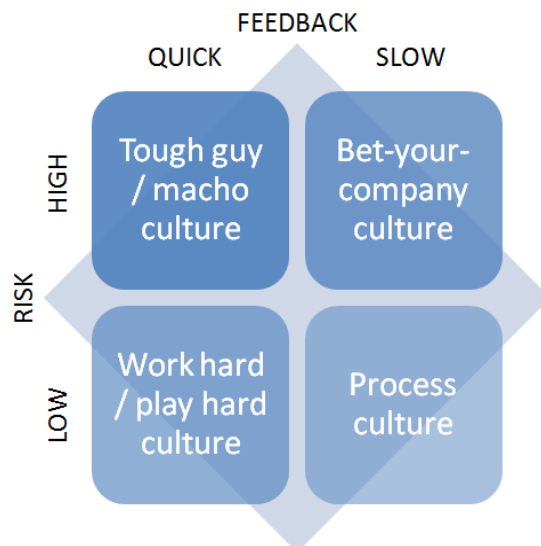 FEEDBACK
QUICK
SLOW
RISK
HIGH
Tough guy
/ macho
culture
Bet-your-
company
culture
LOW
Work hard
/ play hard
culture
Process
culture